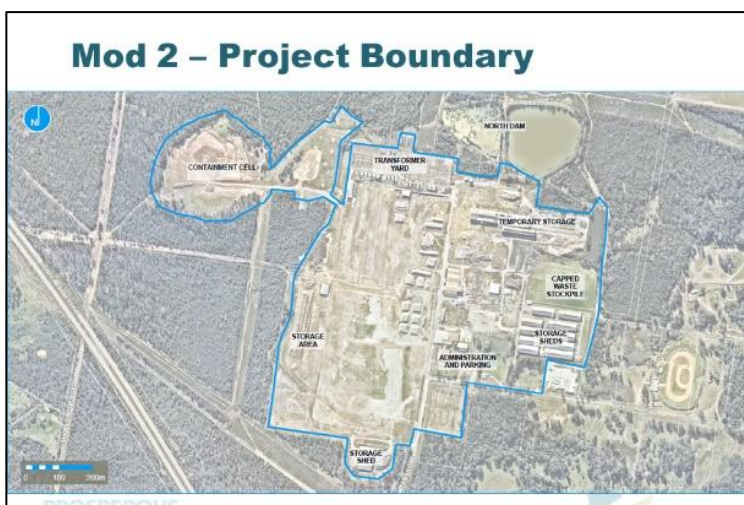 Mod 2 – Project Boundary
N
NORTH DAM
CONTAINMENT CELL
TRANSFORMER
YARD
TEMPORARY STORAGE
CAPPED
WASTE
STOCKPILE
STORAGE
AREA
STORAGE
SHEDS
ADMINISTRATION
AND PARKING
STORAGE
SHED
0 100 200m
PROSPEROUS